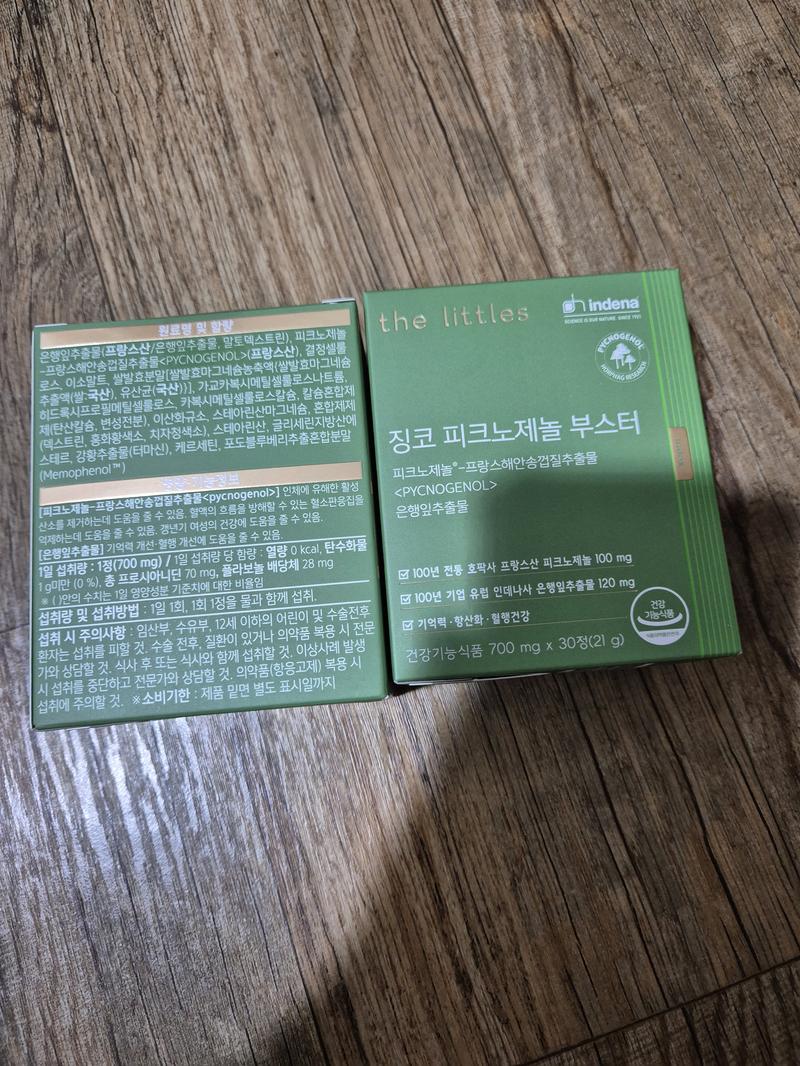 원료명 및 함량
은행잎추출물(프랑스산/은행잎추출물, 말토덱스트린), 피크노제놀
-프랑스해안송껍질추출물<PYCNOGENOL>(프랑스산), 결정셀룰
로스, 이소말트, 쌀발효분말[쌀발효마그네슘농축액(쌀발효마그네슘
추출액(쌀:국산), 유산균(국산))], 가교카복시메틸셀룰로스나트륨,
히드록시프로필메틸셀룰로스, 카복시메틸셀룰로스칼슘, 칼슘혼합제
제(탄산칼슘, 변성전분), 이산화규소, 스테아린산마그네슘, 혼합제제
(덱스트린, 홍화황색소, 치자청색소), 스테아린산, 글리세린지방산에
스테르, 강황추출물(터마신), 케르세틴, 포도블루베리추출혼합분말
(Memophenol™)
영양·기능정보
[피크노제놀-프랑스해안송껍질추출물<pycnogenol>] 인체에 유해한 활성
산소를 제거하는데 도움을 줄 수 있음. 혈액의 흐름을 방해할 수 있는 혈소판응집을
억제하는데 도움을 줄 수 있음. 갱년기 여성의 건강에 도움을 줄 수 있음.
[은행잎추출물] 기억력 개선·혈행 개선에 도움을 줄 수 있음.
1일 섭취량 : 1정(700 mg) / 1일 섭취량 당 함량 : 열량 0 kcal, 탄수화물
1 g미만 (0 %), 총 프로시아니딘 70 mg, 플라보놀 배당체 28 mg
※ ( )안의 수치는 1일 영양성분 기준치에 대한 비율임
섭취량 및 섭취방법 : 1일 1회, 1회 1정을 물과 함께 섭취.
섭취 시 주의사항 : 임산부, 수유부, 12세 이하의 어린이 및 수술전후
환자는 섭취를 피할 것. 수술 전후, 질환이 있거나 의약품 복용 시 전문
가와 상담할 것. 식사 후 또는 식사와 함께 섭취할 것. 이상사례 발생
시 섭취를 중단하고 전문가와 상담할 것. 의약품(항응고제) 복용 시
섭취에 주의할 것. ※소비기한 : 제품 밑면 별도 표시일까지
the littles
indena
SCIENCE IS OUR NATURE. SINCE 1921
PYCNOGENOL
HORPHAG RESEARCH
징코 피크노제놀 부스터
피크노제놀®-프랑스해안송껍질추출물
<PYCNOGENOL>
은행잎추출물
100년 전통 호팍사 프랑스산 피크노제놀 100 mg
100년 기업 유럽 인데나사 은행잎추출물 120 mg
기억력·항산화·혈행건강
건강
기능식품
식품의약품안전처
건강기능식품 700 mg x 30정(21 g)